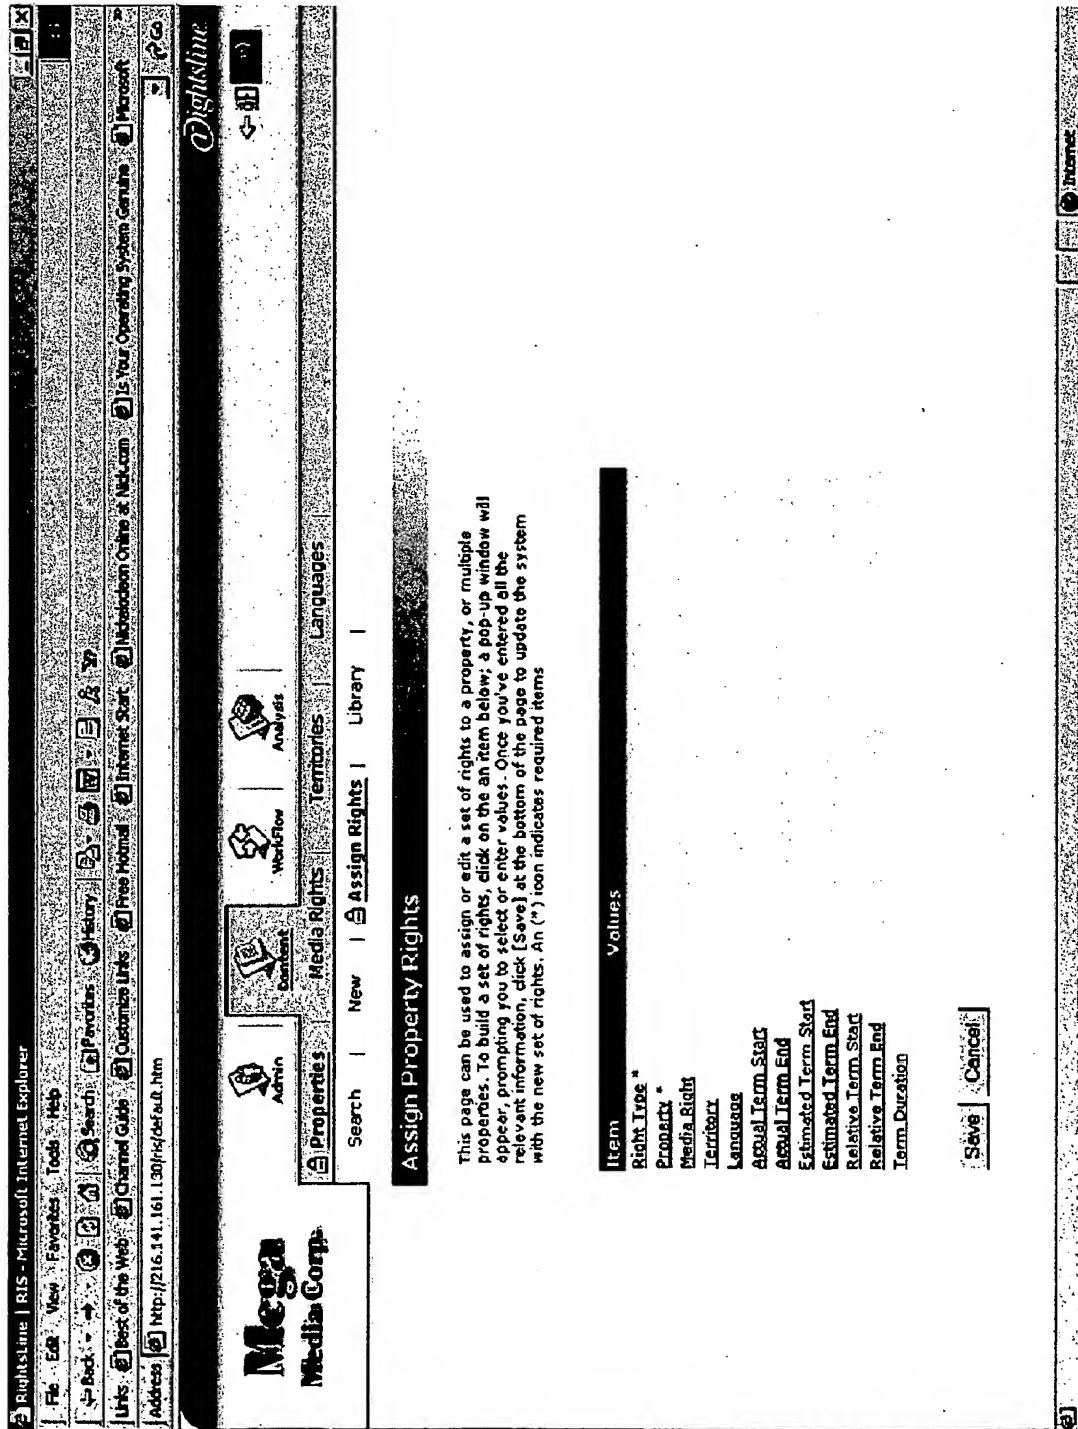 RightsLine | RIS - Microsoft Internet Explorer
File Edit View Favorites Tools Help
Back Search Favorites History
Links Best of the Web Channel Guide Customize Links Free Hotmail Internet Start Nickelodeon Online at Nick.com Is Your Operating System Genuine Microsoft
Address http://216.141.161.130/ris/default.htm
Rightsline
Mega
Media Corp.
Admin Content WorkFlow Analysis
Properties Media Rights Territories Languages
Search | New | Assign Rights | Library |
Assign Property Rights
This page can be used to assign or edit a set of rights to a property, or multiple
properties. To build a set of rights, click on the an item below; a pop-up window will
appear, prompting you to select or enter values. Once you've entered all the
relevant information, click [Save] at the bottom of the page to update the system
with the new set of rights. An (*) icon indicates required items
Item Values
Right Type *
Property *
Media Right
Territory
Language
Acqual Term Start
Acqual Term End
Estimated Term Start
Estimated Term End
Relative Term Start
Relative Term End
Term Duration
Save Cancel
Internet